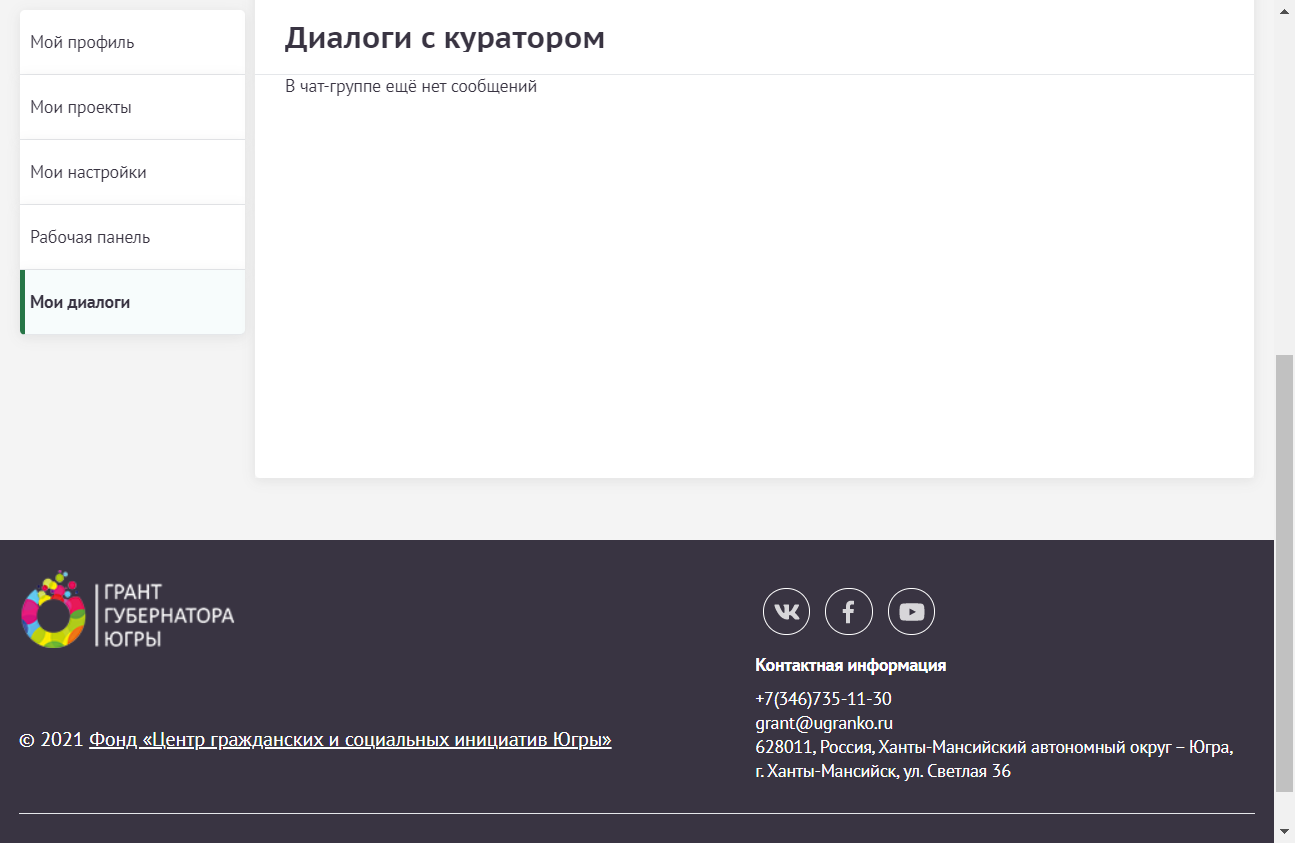 Мой профиль
Мои проекты
Мои настройки
Рабочая панель
Мои диалоги
Диалоги с куратором
В чат-группе ещё нет сообщений
ГРАНТ
ГУБЕРНАТОРА
ЮГРЫ
© 2021 Фонд «Центр гражданских и социальных инициатив Югры»
Контактная информация
+7(346)735-11-30
grant@ugranko.ru
628011, Россия, Ханты-Мансийский автономный округ – Югра,
г. Ханты-Мансийск, ул. Светлая 36